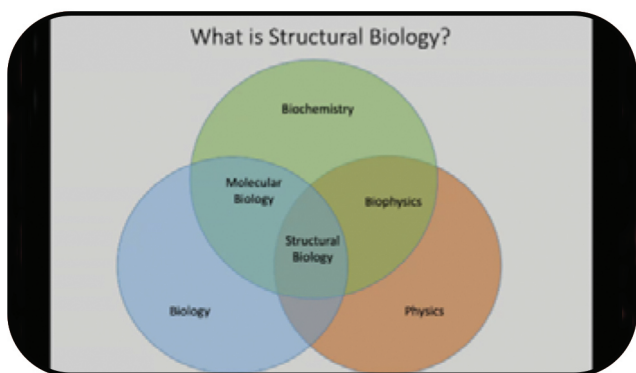 What is Structural Biology?
Biochemistry
Molecular
Biology
Biophysics
Structural
Biology
Biology
Physics